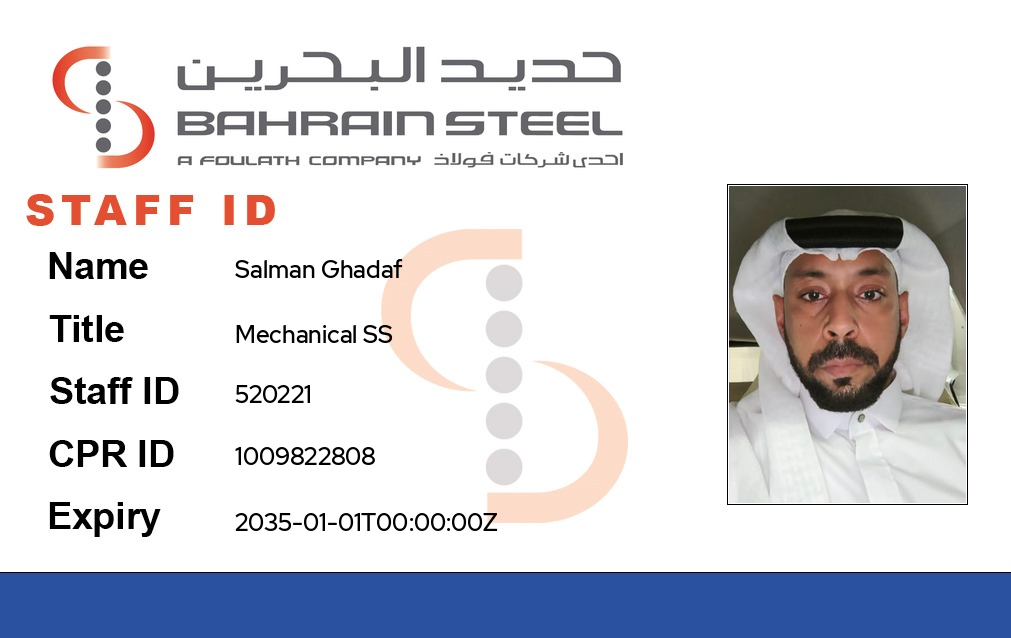 حديد البحرين
BAHRAIN STEEL
A FOULATH COMPANY احدى شركات فولاذ
STAFF ID
Name Salman Ghadaf
Title Mechanical SS
Staff ID 520221
CPR ID 1009822808
Expiry 2035-01-01T00:00:00Z